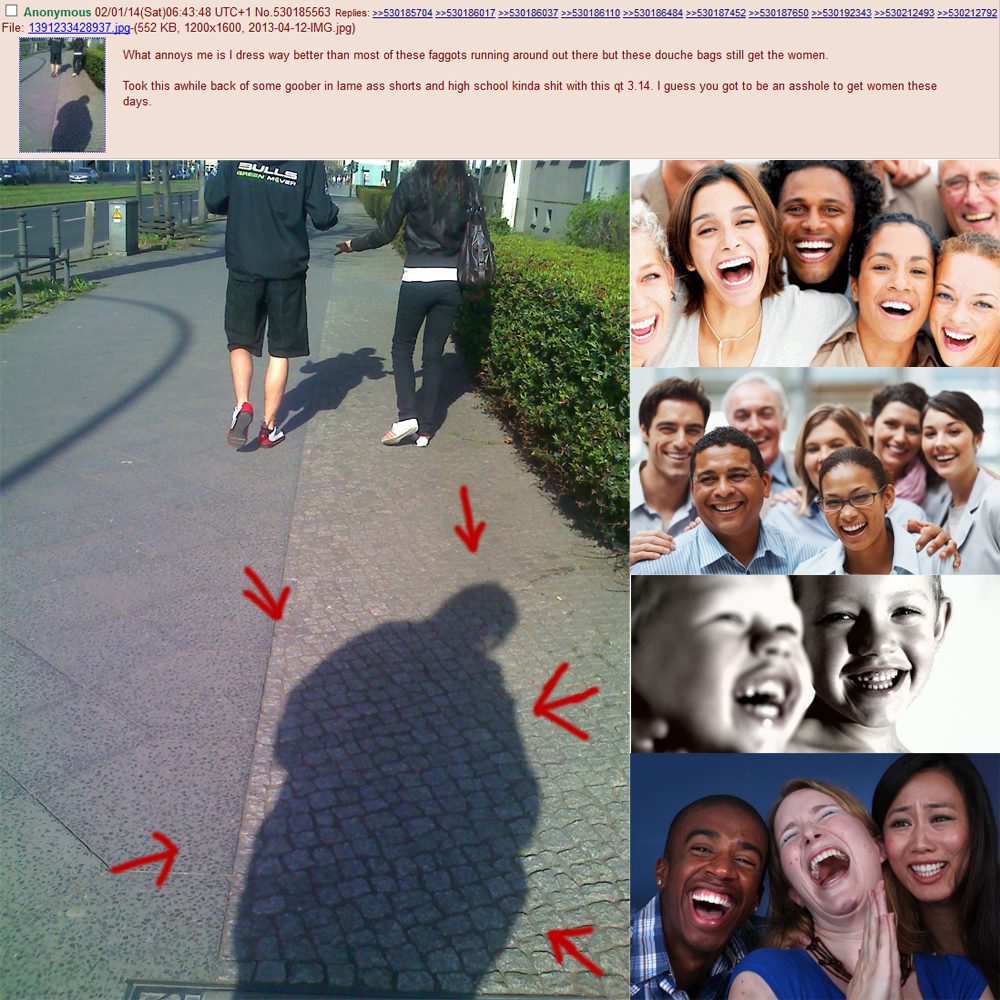 Anonymous 02/01/14(Sat)06:43:48 UTC+1 No.530185563 Replies: >>530185704 >>530186017 >>530186037 >>530186110 >>530186484 >>530187452 >>530187650 >>530192343 >>530212493 >>530212792
File: 1391233428937.jpg-(552 KB, 1200x1600, 2013-04-12-IMG.jpg)
What annoys me is I dress way better than most of these faggots running around out there but these douche bags still get the women.
Took this awhile back of some goober in lame ass shorts and high school kinda shit with this qt 3.14. I guess you got to be an asshole to get women these
days.
BULLS
GREEN MOVER